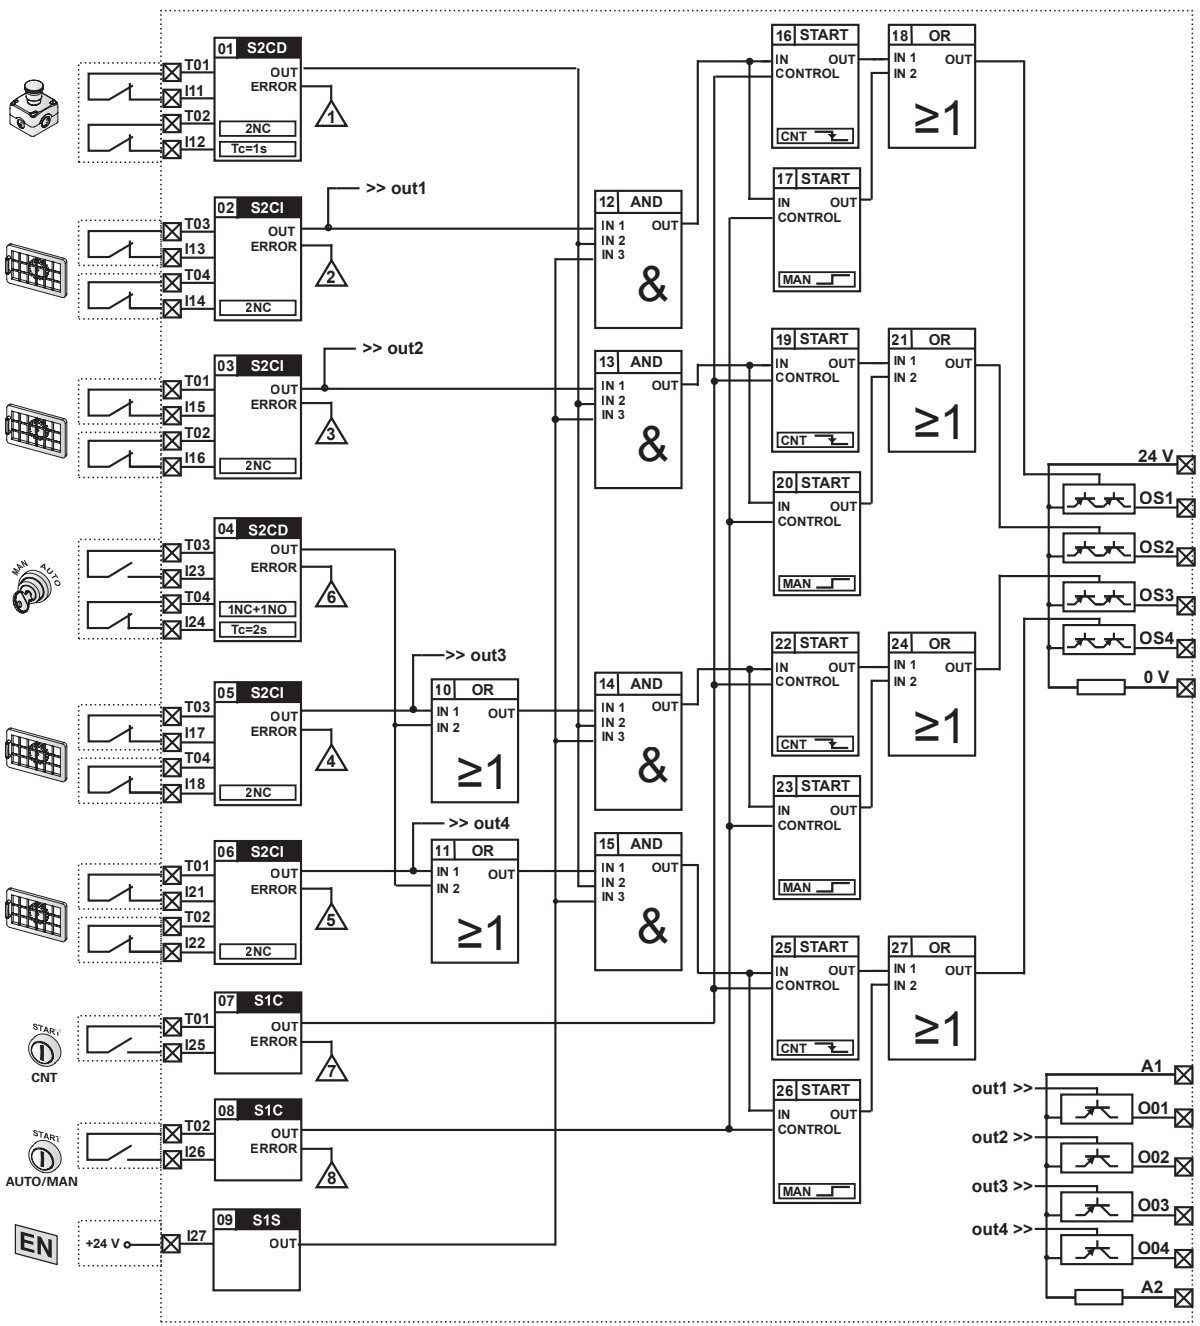 01 S2CD
T01
OUT
I11
ERROR
1
T02
2NC
I12
Tc=1s
>> out1
02 S2CI
T03
OUT
I13
ERROR
2
T04
I14
2NC
>> out2
03 S2CI
T01
OUT
I15
ERROR
3
T02
I16
2NC
MAN AUTO
04 S2CD
T03
OUT
I23
ERROR
6
T04
1NC+1NO
I24
Tc=2s
>> out3
05 S2CI
T03
OUT
I17
ERROR
4
T04
I18
2NC
>> out4
06 S2CI
T01
OUT
I21
ERROR
5
T02
I22
2NC
START
CNT
07 S1C
T01
OUT
I25
ERROR
7
START
AUTO/MAN
08 S1C
T02
OUT
I26
ERROR
8
EN
+24 V
09 S1S
I27
OUT
10 OR
IN 1 OUT
IN 2
≥1
11 OR
IN 1 OUT
IN 2
≥1
12 AND
IN 1 OUT
IN 2
IN 3
&
13 AND
IN 1 OUT
IN 2
IN 3
&
14 AND
IN 1 OUT
IN 2
IN 3
&
15 AND
IN 1 OUT
IN 2
IN 3
&
16 START
IN OUT
CONTROL
CNT
17 START
IN OUT
CONTROL
MAN
18 OR
IN 1 OUT
IN 2
≥1
19 START
IN OUT
CONTROL
CNT
20 START
IN OUT
CONTROL
MAN
21 OR
IN 1 OUT
IN 2
≥1
22 START
IN OUT
CONTROL
CNT
23 START
IN OUT
CONTROL
MAN
24 OR
IN 1 OUT
IN 2
≥1
25 START
IN OUT
CONTROL
CNT
26 START
IN OUT
CONTROL
MAN
27 OR
IN 1 OUT
IN 2
≥1
24 V
OS1
OS2
OS3
OS4
0 V
A1
out1 >>
O01
out2 >>
O02
out3 >>
O03
out4 >>
O04
A2